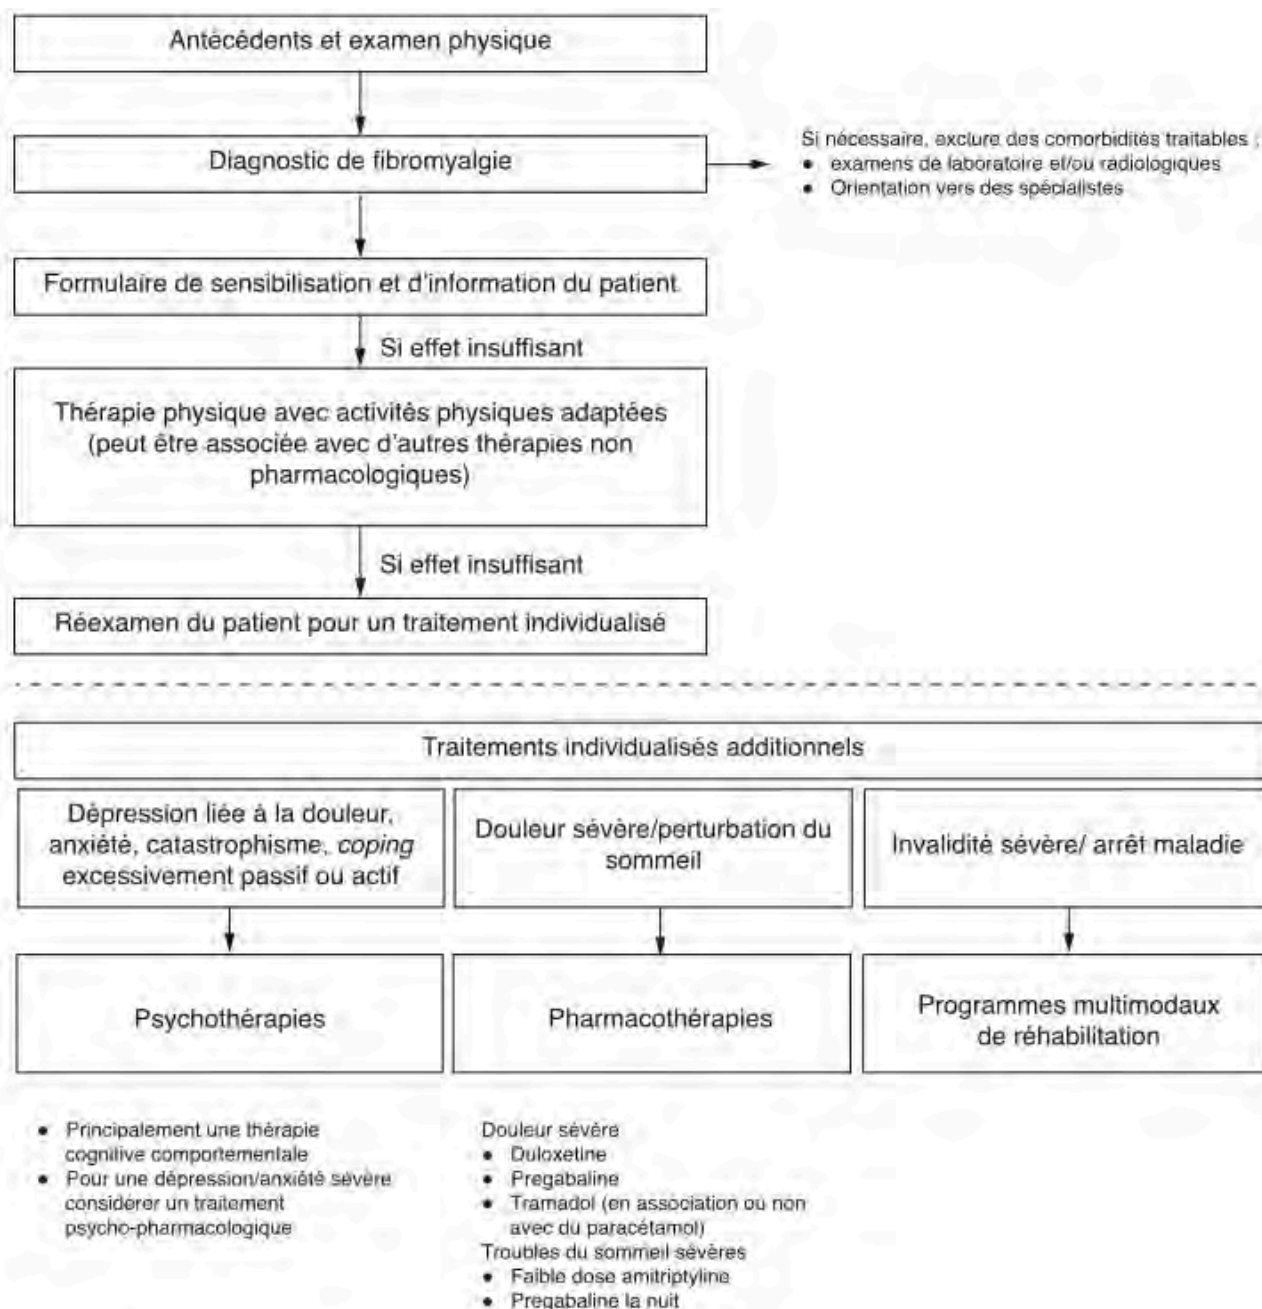 Antécédents et examen physique
Diagnostic de fibromyalgie
Si nécessaire, exclure des comorbidités traitables :
● examens de laboratoire et/ou radiologiques
● Orientation vers des spécialistes
Formulaire de sensibilisation et d'information du patient
Si effet insuffisant
Thérapie physique avec activités physiques adaptées
(peut être associée avec d'autres thérapies non
pharmacologiques)
Si effet insuffisant
Réexamen du patient pour un traitement individualisé
Traitements individualisés additionnels
Dépression liée à la douleur,
anxiété, catastrophisme, coping
excessivement passif ou actif
Douleur sévère/perturbation du
sommeil
Invalidité sévère/ arrêt maladie
Psychothérapies
Pharmacothérapies
Programmes multimodaux
de réhabilitation
● Principalement une thérapie
cognitive comportementale
● Pour une dépression/anxiété sévère
considérer un traitement
psycho-pharmacologique
Douleur sévère
● Duloxetine
● Pregabaline
● Tramadol (en association ou non
avec du paracétamol)
Troubles du sommeil sévères
● Faible dose amitriptyline
● Pregabaline la nuit